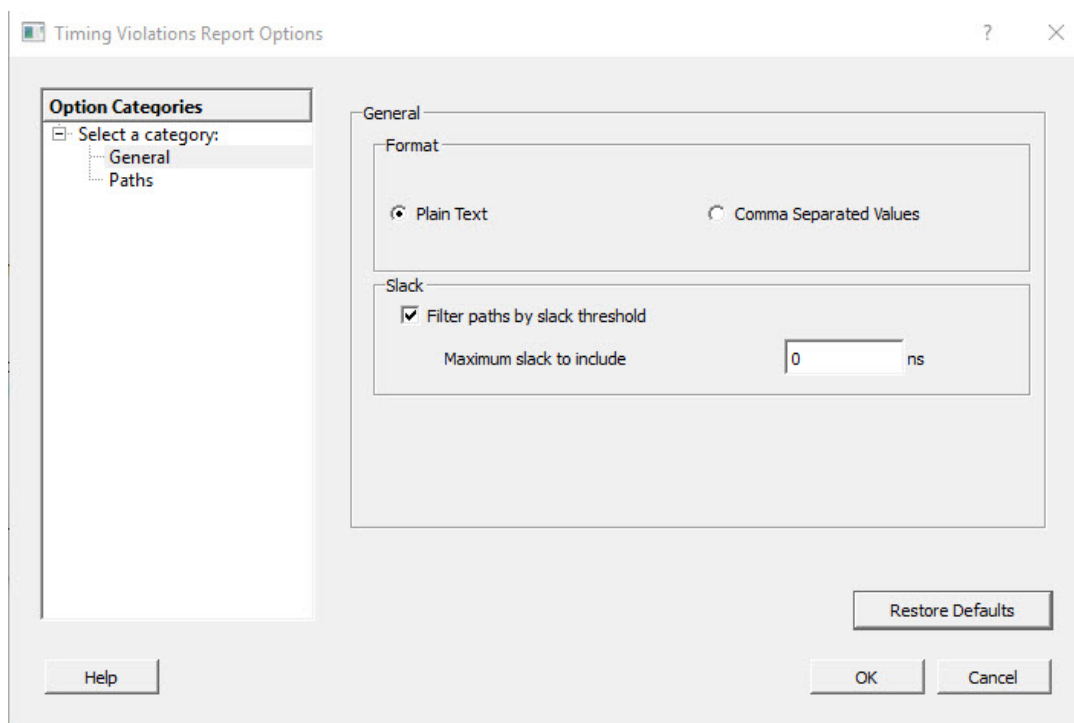 Timing Violations Report Options
?
Option Categories
Select a category:
General
Paths
General
Format
Plain Text
Comma Separated Values
Slack
Filter paths by slack threshold
Maximum slack to include 0 ns
Restore Defaults
Help
OK
Cancel